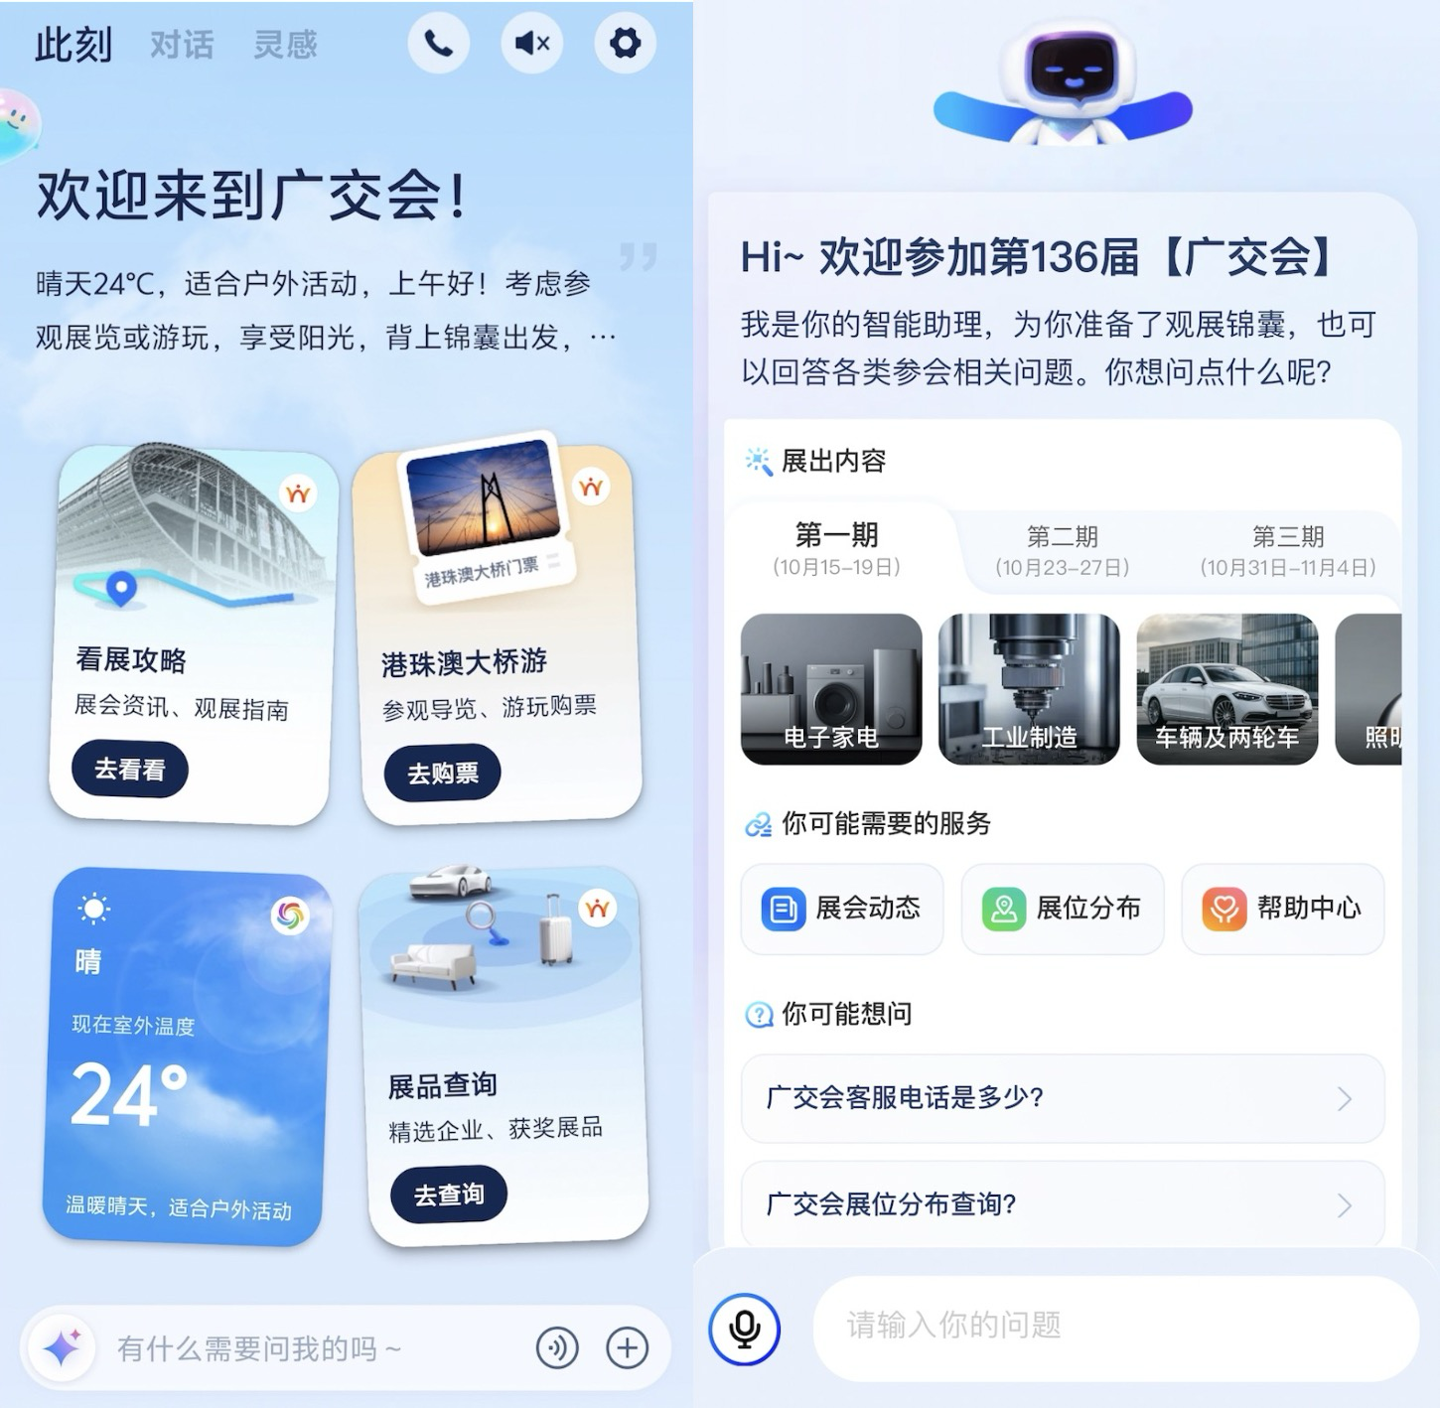 此刻
对话
灵感
欢迎来到广交会！
晴天24℃，适合户外活动，上午好！考虑参
观展览或游玩，享受阳光，背上锦囊出发，…
看展攻略
展会资讯、观展指南
去看看
港珠澳大桥门票
港珠澳大桥游
参观导览、游玩购票
去购票
晴
现在室外温度
24°
温暖晴天，适合户外活动
展品查询
精选企业、获奖展品
去查询
有什么需要问我的吗～
Hi~ 欢迎参加第136届【广交会】
我是你的智能助理，为你准备了观展锦囊，也可
以回答各类参会相关问题。你想问点什么呢？
展出内容
第一期
(10月15-19日)
第二期
(10月23-27日)
第三期
(10月31日-11月4日)
电子家电
工业制造
车辆及两轮车
照明
你可能需要的服务
展会动态
展位分布
帮助中心
你可能想问
广交会客服电话是多少？
广交会展位分布查询？
请输入你的问题